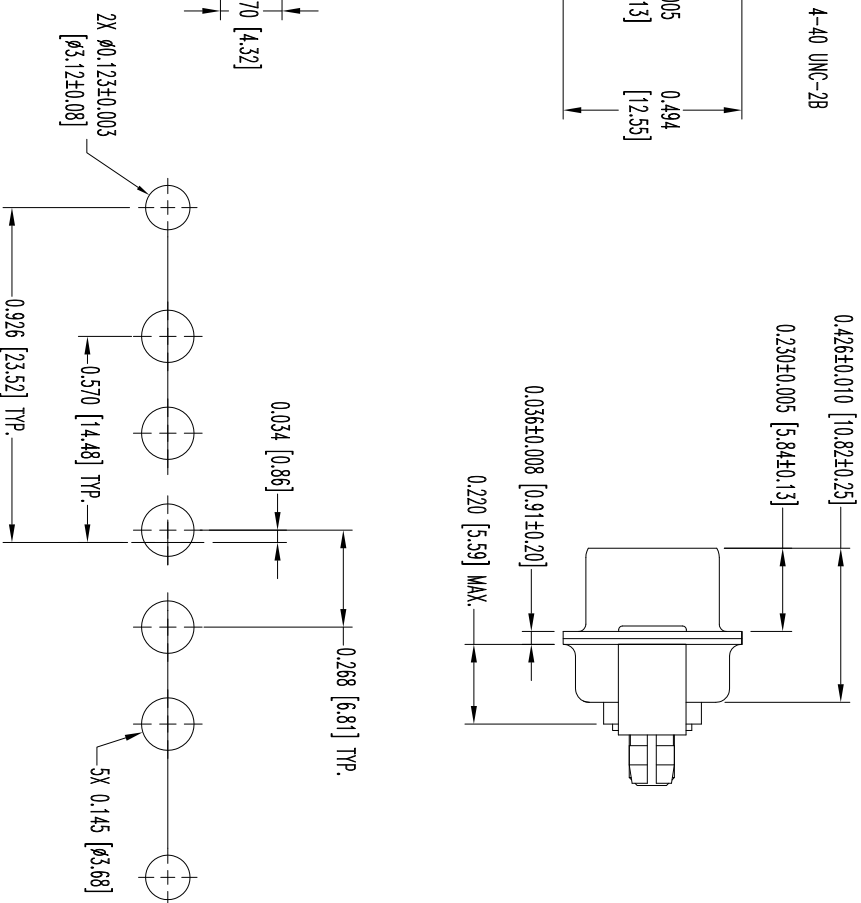 4-40 UNC-2B
005
13]
0.494
[12.55]
70 [4.32]
2X ø0.123±0.003
[ø3.12±0.08]
0.426±0.010 [10.82±0.25]
0.230±0.005 [5.84±0.13]
0.036±0.008 [0.91±0.20]
0.220 [5.59] MAX.
0.034 [0.86]
0.268 [6.81] TYP.
0.570 [14.48] TYP.
0.926 [23.52] TYP.
5X 0.145 [ø3.68]